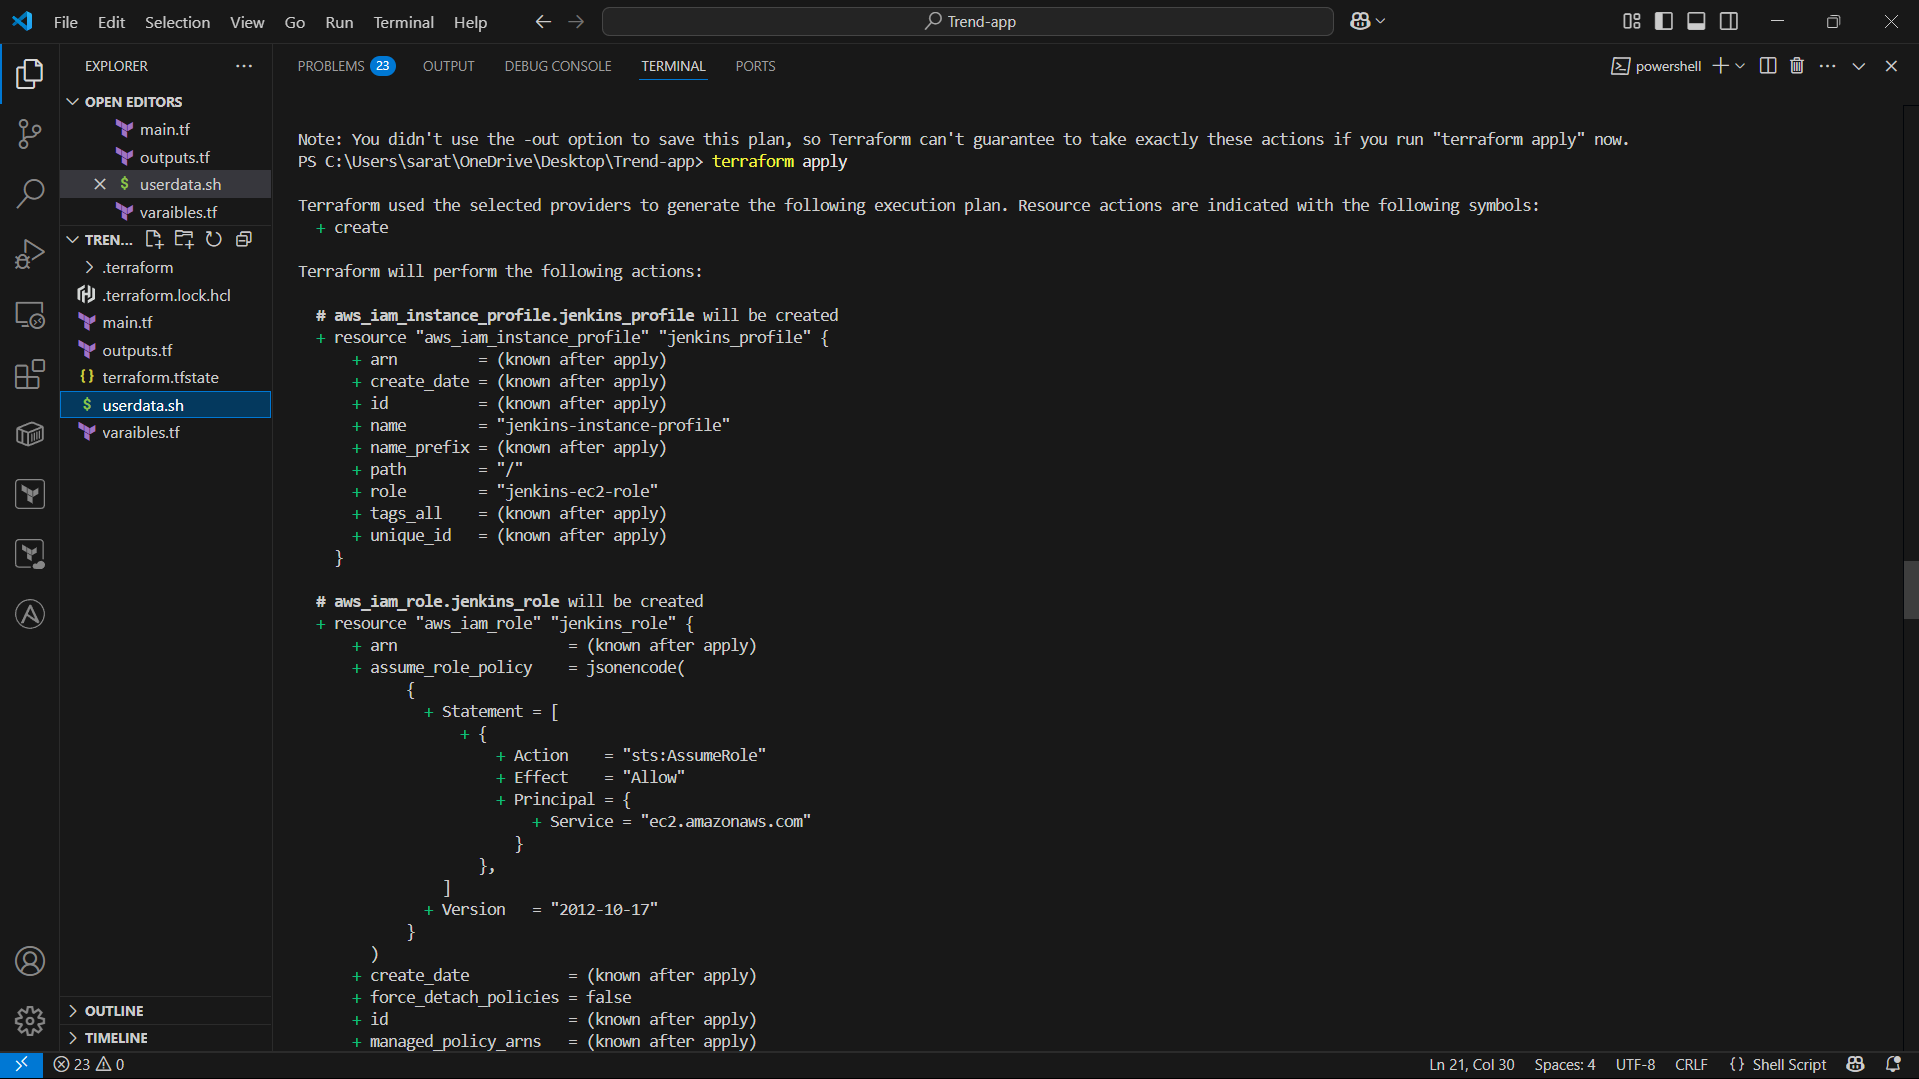 File Edit Selection View Go Run Terminal Help
Trend-app
EXPLORER
PROBLEMS 23 OUTPUT DEBUG CONSOLE TERMINAL PORTS
powershell
OPEN EDITORS
main.tf
outputs.tf
$ userdata.sh
varaibles.tf
TREN...
.terraform
.terraform.lock.hcl
main.tf
outputs.tf
{} terraform.tfstate
$ userdata.sh
varaibles.tf
OUTLINE
TIMELINE
Note: You didn't use the -out option to save this plan, so Terraform can't guarantee to take exactly these actions if you run "terraform apply" now.
PS C:\Users\sarat\OneDrive\Desktop\Trend-app> terraform apply
Terraform used the selected providers to generate the following execution plan. Resource actions are indicated with the following symbols:
+ create
Terraform will perform the following actions:
# aws_iam_instance_profile.jenkins_profile will be created
+ resource "aws_iam_instance_profile" "jenkins_profile" {
+ arn         = (known after apply)
+ create_date = (known after apply)
+ id          = (known after apply)
+ name        = "jenkins-instance-profile"
+ name_prefix = (known after apply)
+ path        = "/"
+ role        = "jenkins-ec2-role"
+ tags_all    = (known after apply)
+ unique_id   = (known after apply)
}
# aws_iam_role.jenkins_role will be created
+ resource "aws_iam_role" "jenkins_role" {
+ arn                   = (known after apply)
+ assume_role_policy    = jsonencode(
{
+ Statement = [
+ {
+ Action    = "sts:AssumeRole"
+ Effect    = "Allow"
+ Principal = {
+ Service = "ec2.amazonaws.com"
}
},
]
+ Version   = "2012-10-17"
}
)
+ create_date           = (known after apply)
+ force_detach_policies = false
+ id                    = (known after apply)
+ managed_policy_arns   = (known after apply)
23 0
Ln 21, Col 30 Spaces: 4 UTF-8 CRLF {} Shell Script